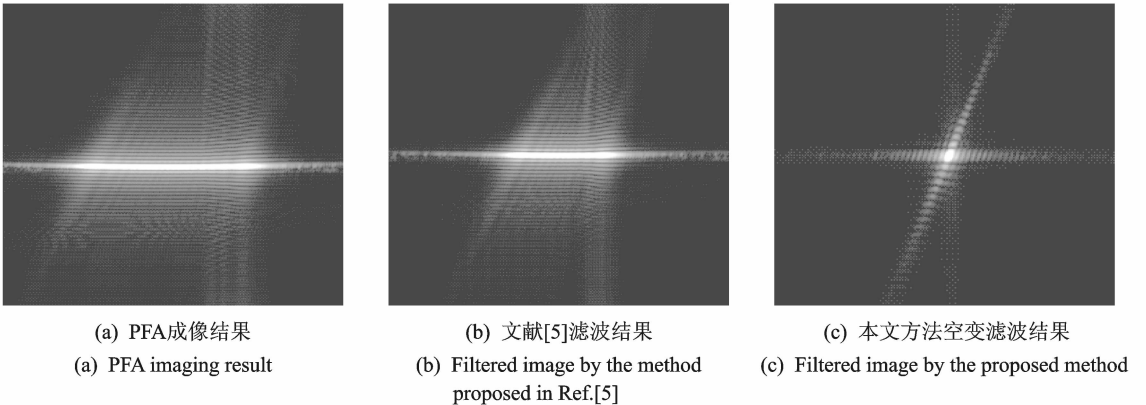 (a) PFA成像结果
(a) PFA imaging result
(b) 文献[5]滤波结果
(b) Filtered image by the method
proposed in Ref.[5]
(c) 本文方法空变滤波结果
(c) Filtered image by the proposed method